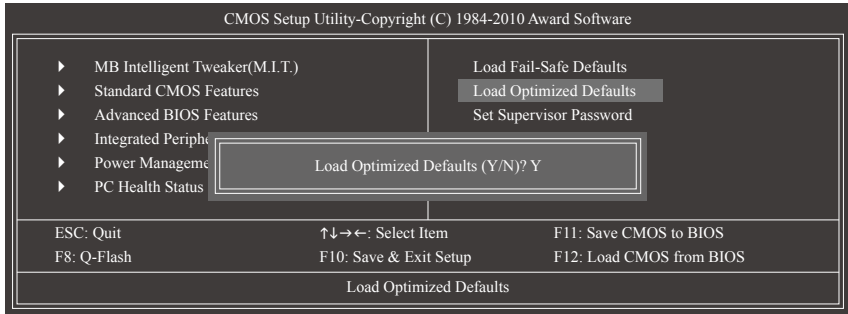 CMOS Setup Utility-Copyright (C) 1984-2010 Award Software
MB Intelligent Tweaker(M.I.T.)
Standard CMOS Features
Advanced BIOS Features
Integrated Periphe
Power Manageme
PC Health Status
Load Fail-Safe Defaults
Load Optimized Defaults
Set Supervisor Password
Load Optimized Defaults (Y/N)? Y
ESC: Quit ↑↓→←: Select Item F11: Save CMOS to BIOS
F8: Q-Flash F10: Save & Exit Setup F12: Load CMOS from BIOS
Load Optimized Defaults